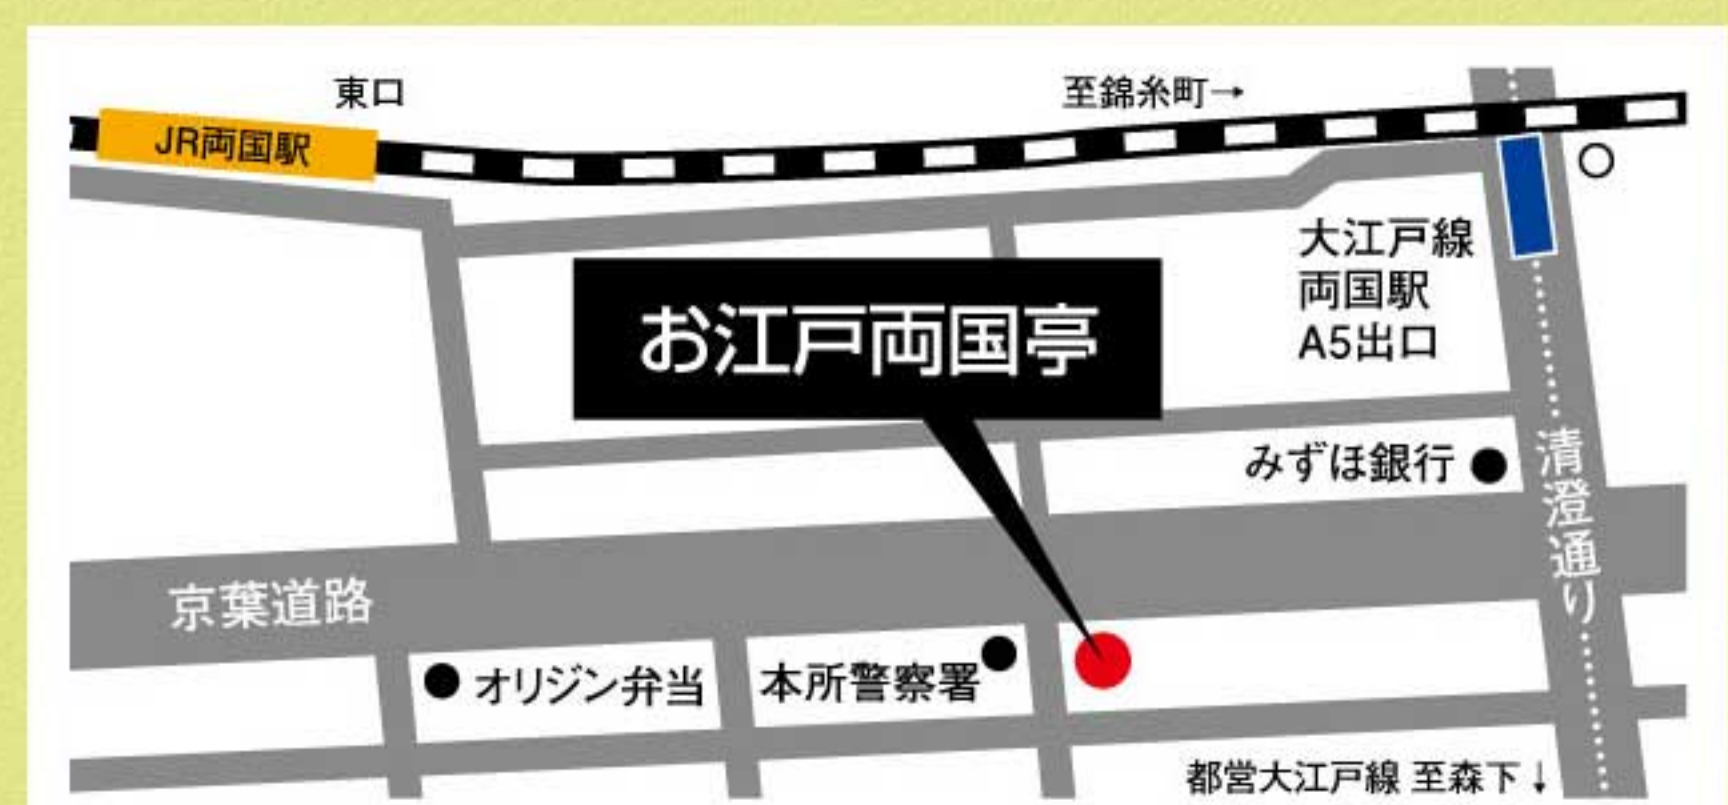 東口
至錦糸町→
JR両国駅
大江戸線
両国駅
A5出口
お江戸両国亭
みずほ銀行
清澄通り
京葉道路
オリジン弁当
本所警察署
都営大江戸線 至森下↓